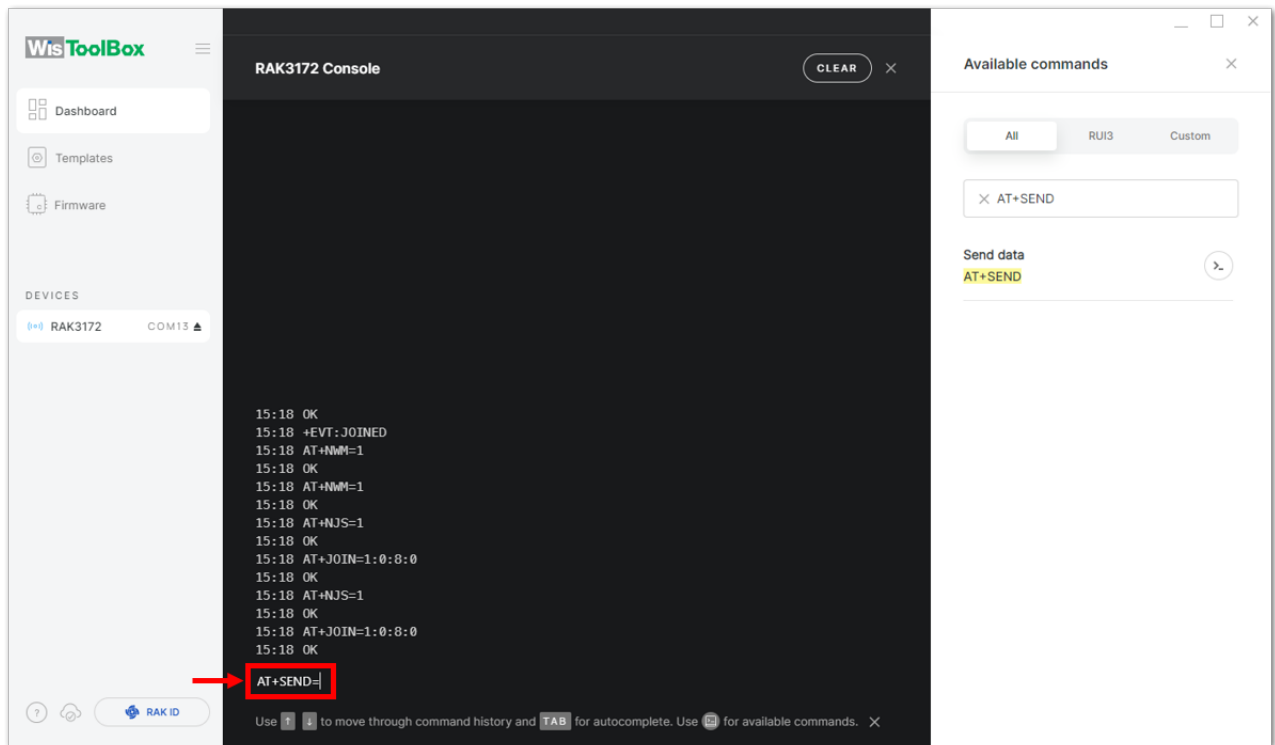 WisToolBox
Dashboard
Templates
Firmware
DEVICES
RAK3172 COM13
? RAK ID
RAK3172 Console CLEAR
15:18 OK
15:18 +EVT:JOINED
15:18 AT+NWM=1
15:18 OK
15:18 AT+NWM=1
15:18 OK
15:18 AT+NJS=1
15:18 OK
15:18 AT+JOIN=1:0:8:0
15:18 OK
15:18 AT+NJS=1
15:18 OK
15:18 AT+JOIN=1:0:8:0
15:18 OK
AT+SEND=
Use ↑ ↓ to move through command history and TAB for autocomplete. Use for available commands.
Available commands
All RUI3 Custom
AT+SEND
Send data
AT+SEND